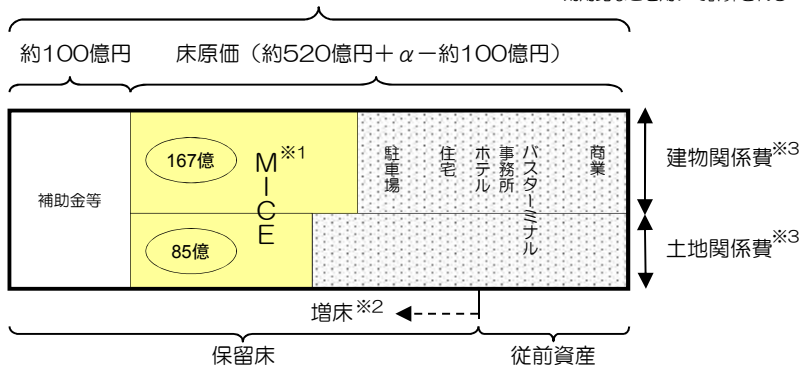 約100億円
床原価（約520億円＋α－約100億円）
補助金等
167億
85億
MICE※1
駐車場
住宅
ホテル
事務所
バスターミナル
商業
建物関係費※3
土地関係費※3
増床※2
保留床
従前資産